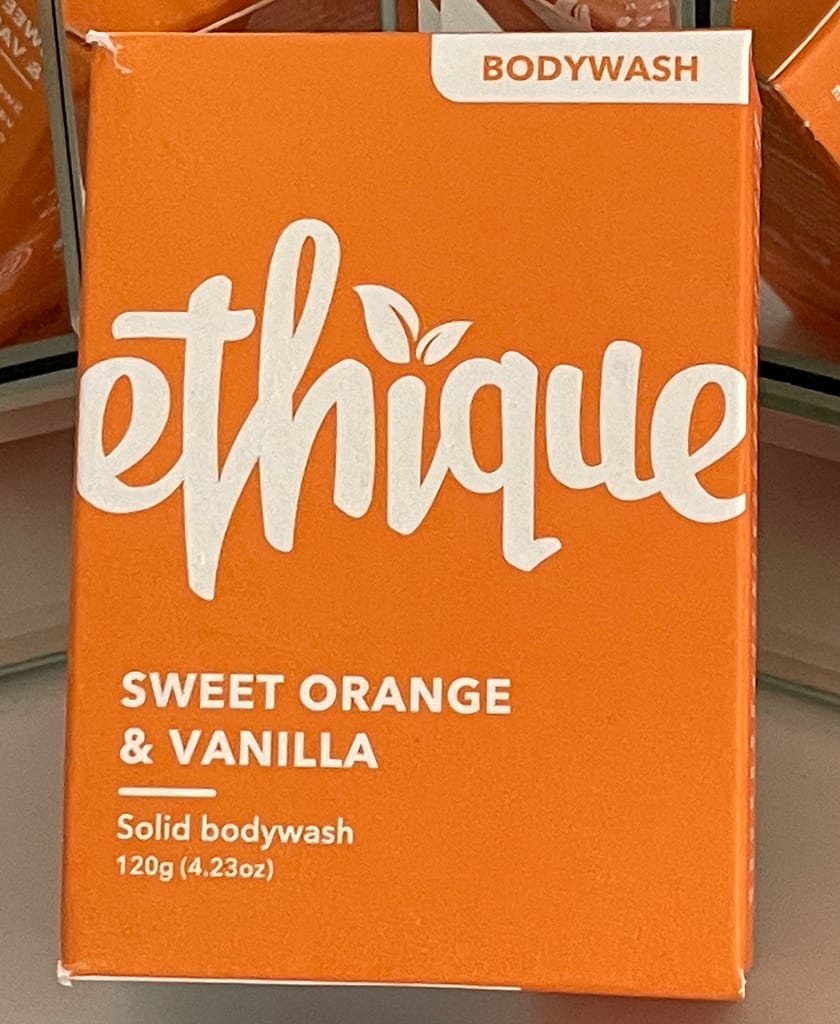 BODYWASH
ethique
SWEET ORANGE
& VANILLA
Solid bodywash
120g (4.23oz)